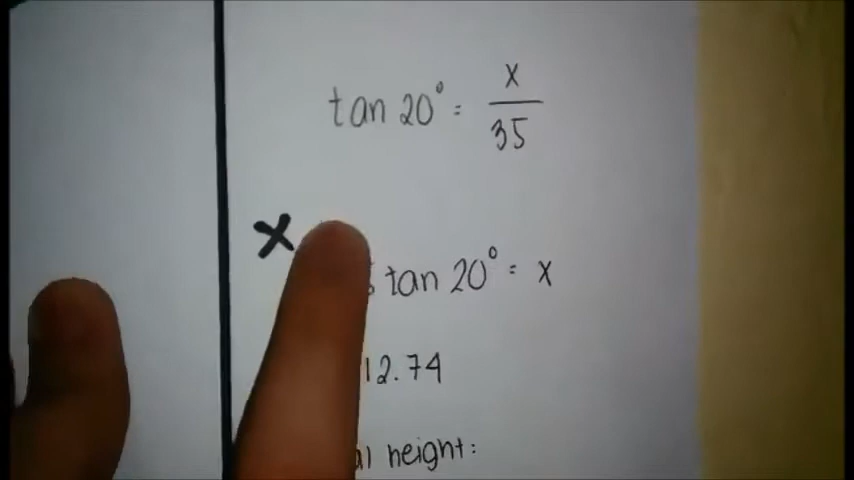 tan 20° = x/35
x
tan 20° = x
12.74
height: